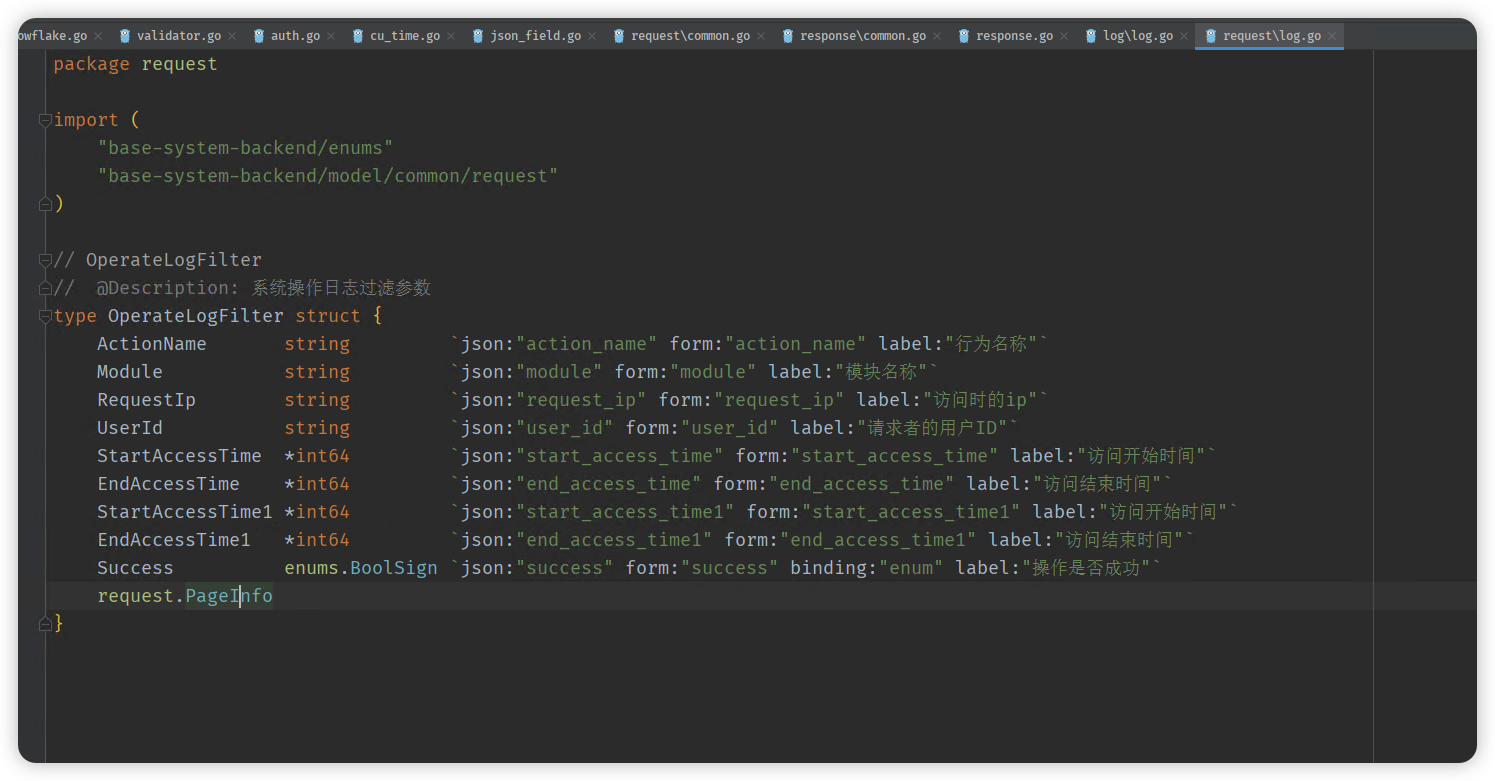 owflake.go × validator.go × auth.go × cu_time.go × json_field.go × request\common.go × response\common.go × response.go × log\log.go × request\log.go ×
package request
import (
"base-system-backend/enums"
"base-system-backend/model/common/request"
)
// OperateLogFilter
// @Description: 系统操作日志过滤参数
type OperateLogFilter struct {
ActionName string `json:"action_name" form:"action_name" label:"行为名称"`
Module string `json:"module" form:"module" label:"模块名称"`
RequestIp string `json:"request_ip" form:"request_ip" label:"访问时的ip"`
UserId string `json:"user_id" form:"user_id" label:"请求者的用户ID"`
StartAccessTime *int64 `json:"start_access_time" form:"start_access_time" label:"访问开始时间"`
EndAccessTime *int64 `json:"end_access_time" form:"end_access_time" label:"访问结束时间"`
StartAccessTime1 *int64 `json:"start_access_time1" form:"start_access_time1" label:"访问开始时间"`
EndAccessTime1 *int64 `json:"end_access_time1" form:"end_access_time1" label:"访问结束时间"`
Success enums.BoolSign `json:"success" form:"success" binding:"enum" label:"操作是否成功"`
request.PageInfo
}